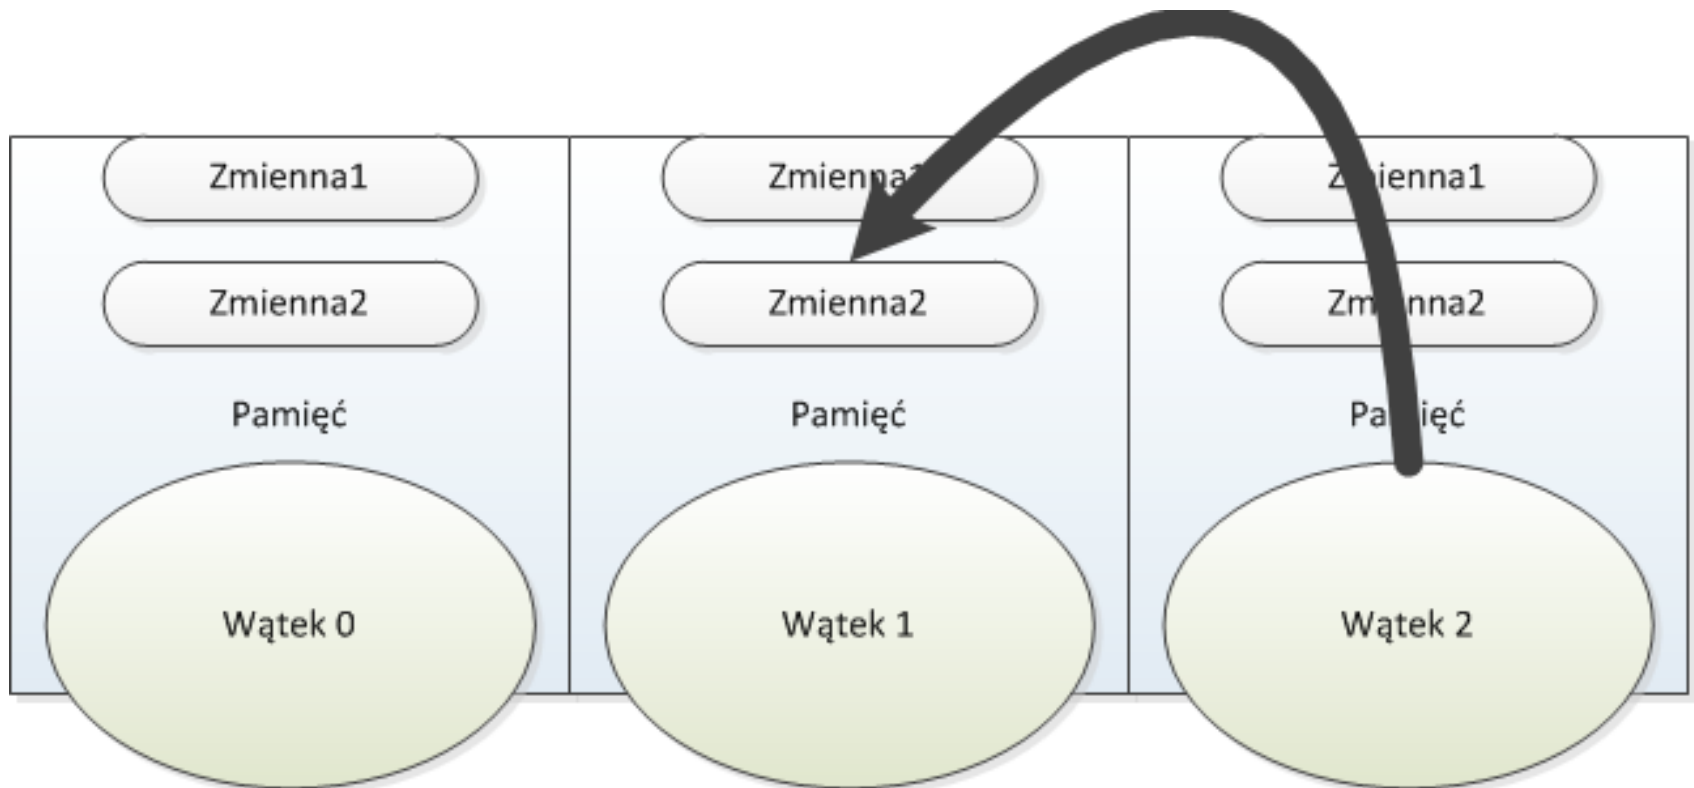 Zmienna1
Zmienna2
Pamięć
Wątek 0
Zmienna2
Pamięć
Wątek 1
Wątek 2